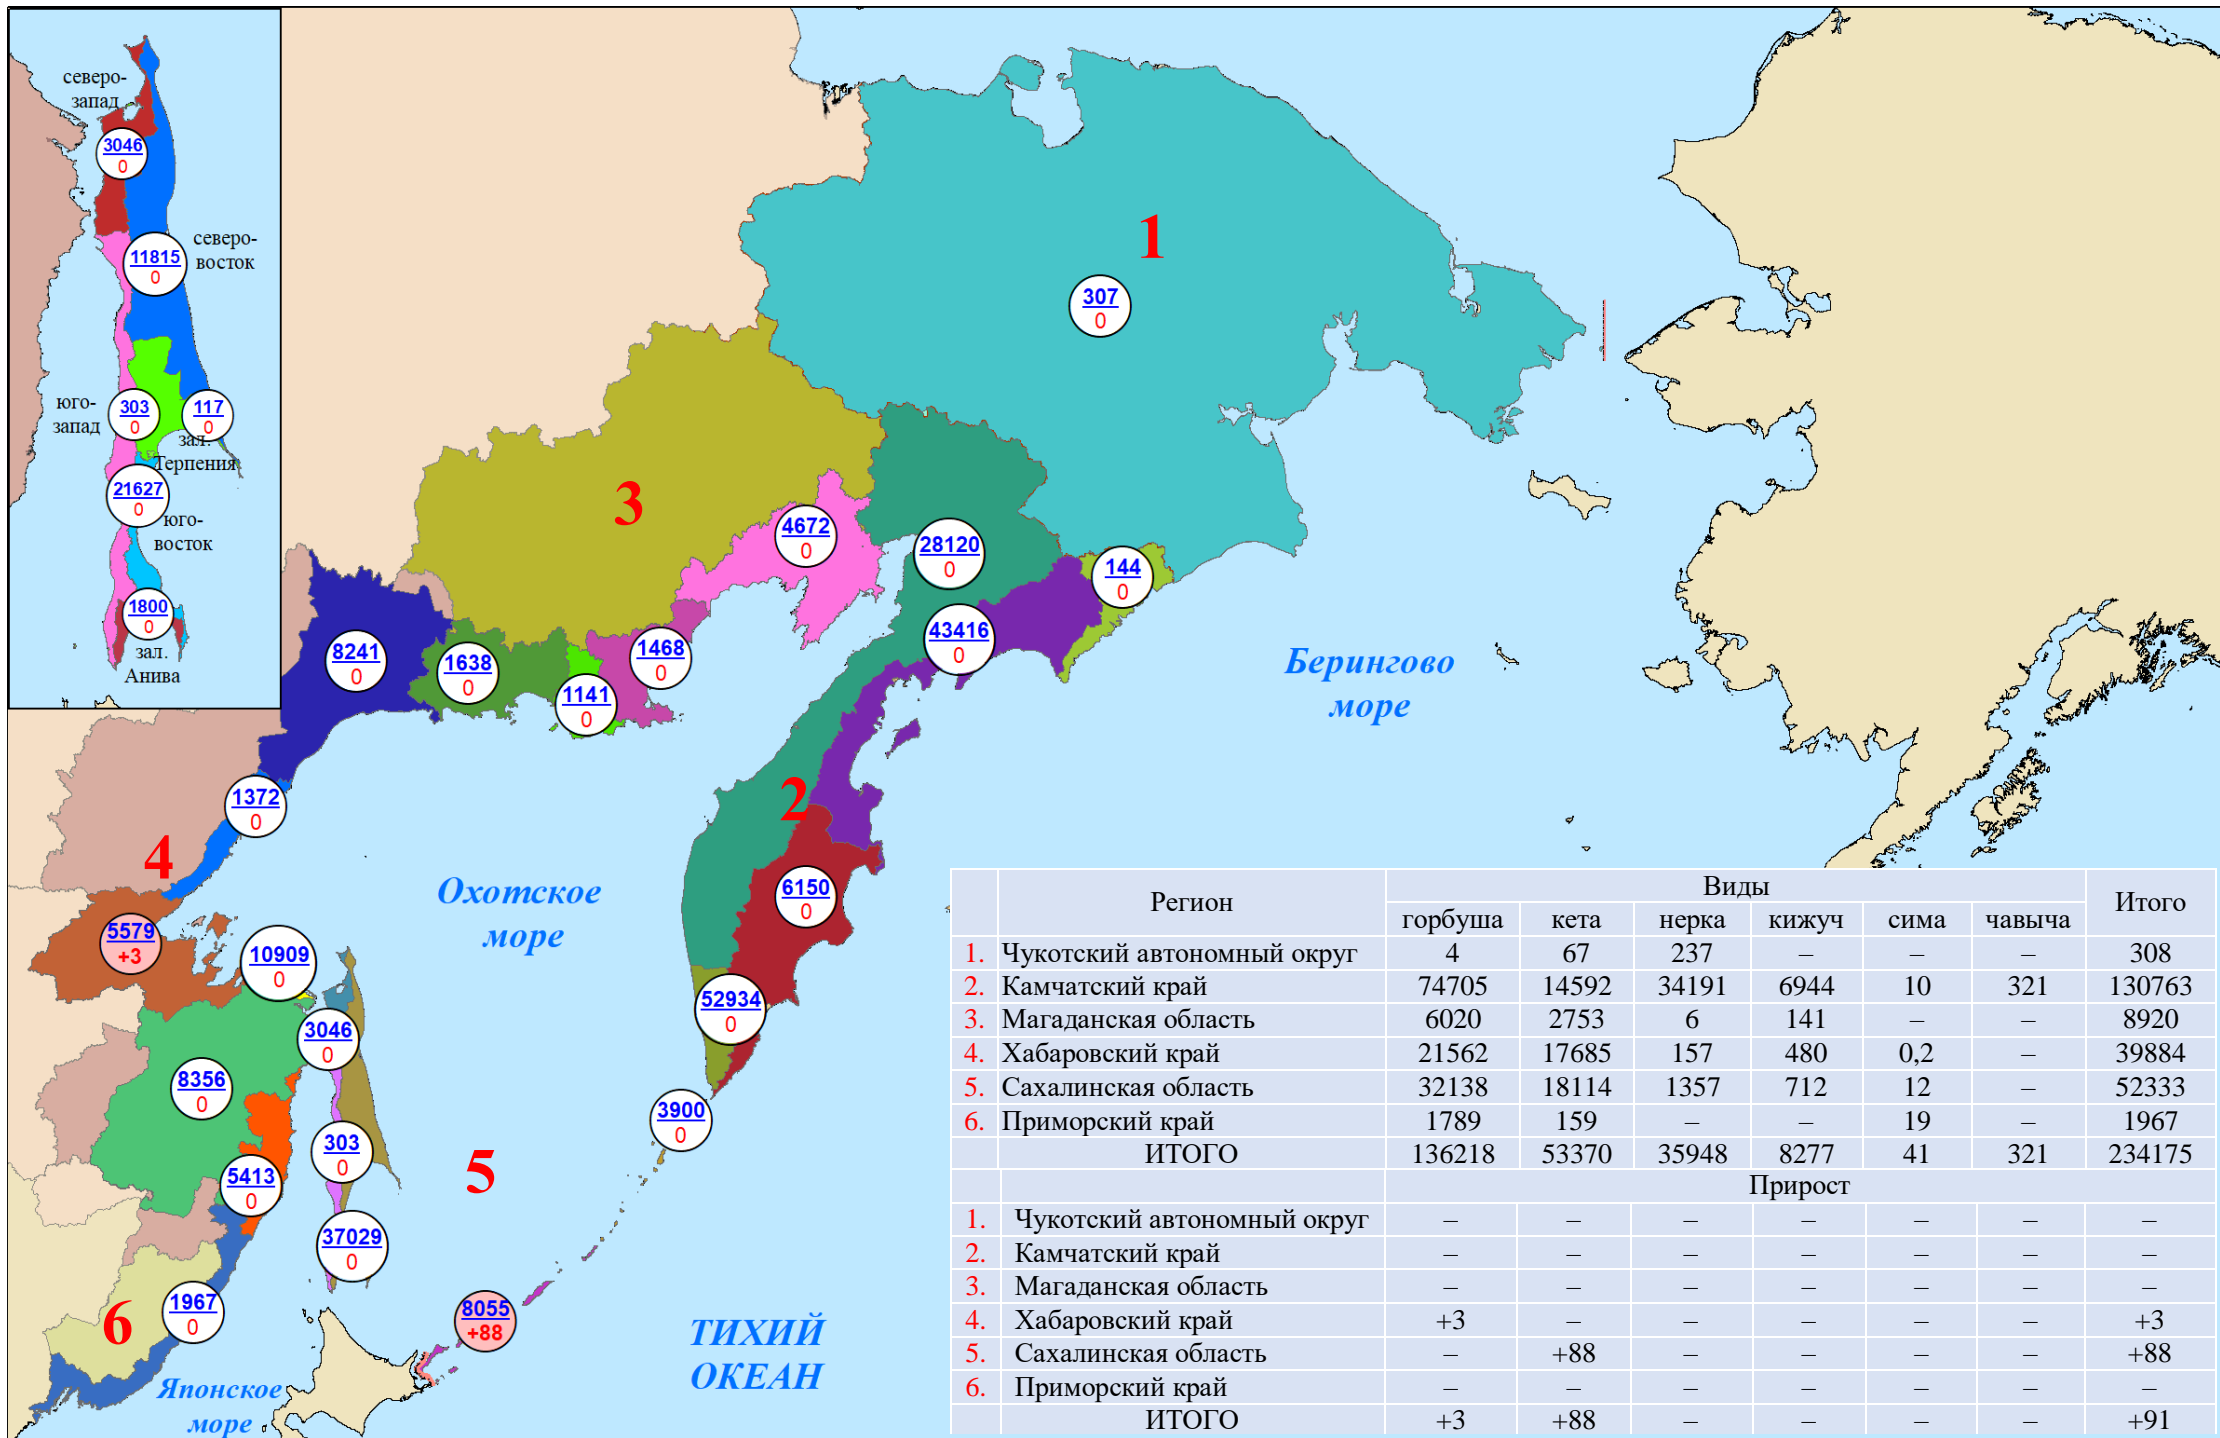 северо-
запад
3046
0
северо-
восток
11815
0
юго-
запад
303
0
117
0
зал.
Терпения
21627
0
юго-
восток
1800
0
зал.
Анива
1
307
0
3
4672
0
28120
0
144
0
43416
0
8241
0
1638
0
1468
0
1141
0
Берингово
море
1372
0
2
4
6150
0
Охотское
море
5579
+3
10909
0
52934
0
3046
0
8356
0
3900
0
303
0
5
5413
0
37029
0
1967
0
6
8055
+88
ТИХИЙ
ОКЕАН
Японское
море
Регион Виды Итого
горбуша кета нерка кижуч сима чавыча
1. Чукотский автономный округ 4 67 237 – – – 308
2. Камчатский край 74705 14592 34191 6944 10 321 130763
3. Магаданская область 6020 2753 6 141 – – 8920
4. Хабаровский край 21562 17685 157 480 0,2 – 39884
5. Сахалинская область 32138 18114 1357 712 12 – 52333
6. Приморский край 1789 159 – – 19 – 1967
ИТОГО 136218 53370 35948 8277 41 321 234175
Прирост
1. Чукотский автономный округ – – – – – – –
2. Камчатский край – – – – – – –
3. Магаданская область – – – – – – –
4. Хабаровский край +3 – – – – – +3
5. Сахалинская область – +88 – – – – +88
6. Приморский край – – – – – – –
ИТОГО +3 +88 – – – – +91